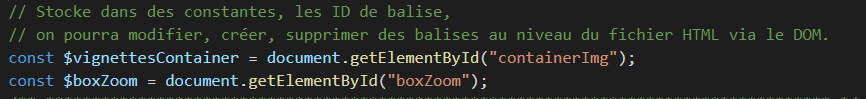 // Stocke dans des constantes, les ID de balise,
// on pourra modifier, créer, supprimer des balises au niveau du fichier HTML via le DOM.
const $vignettesContainer = document.getElementById("containerImg");
const $boxZoom = document.getElementById("boxZoom");